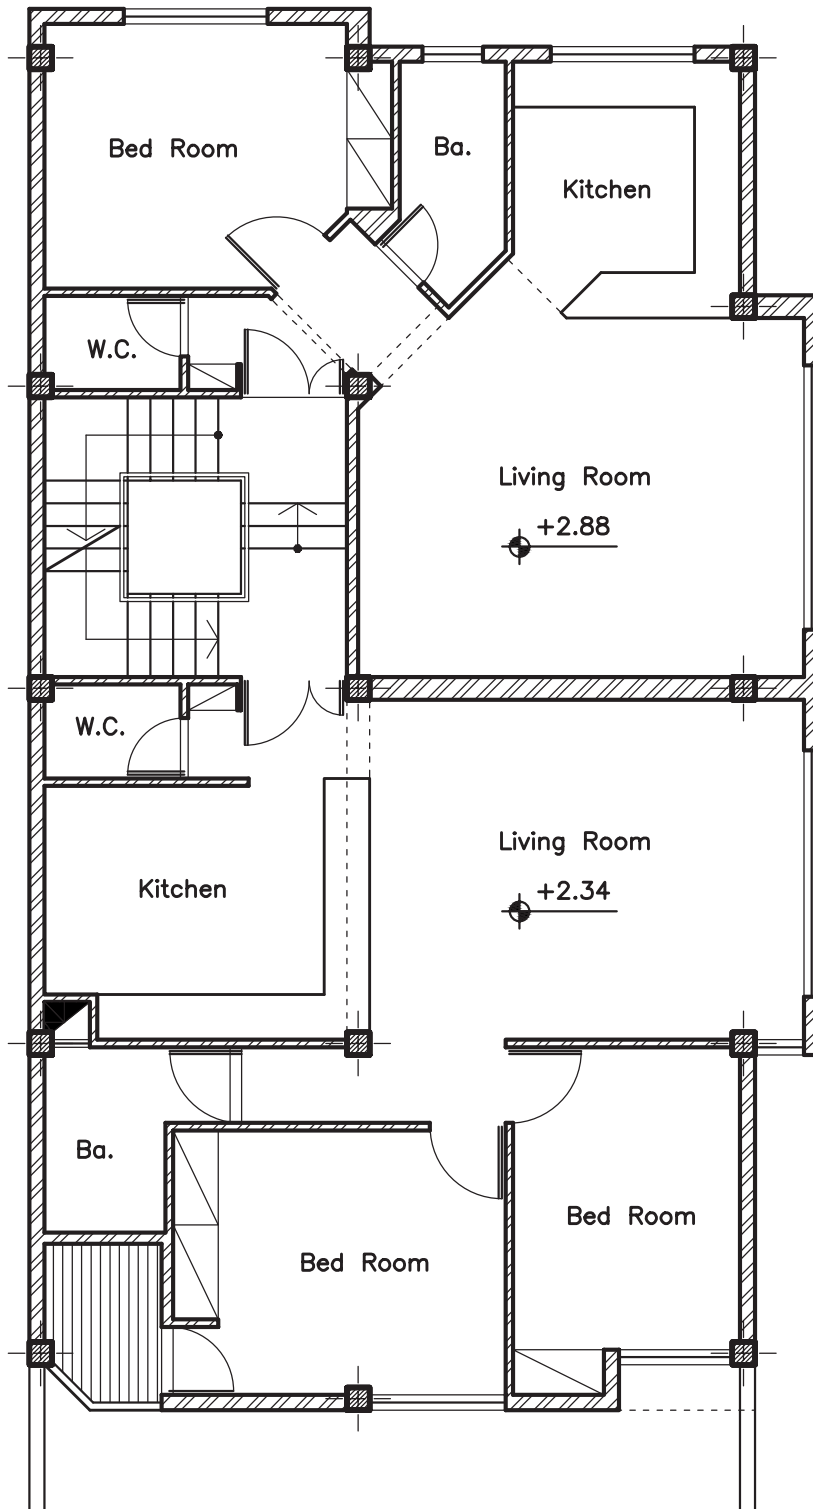 Bed Room
Ba.
Kitchen
W.C.
Living Room
+2.88
W.C.
Living Room
Kitchen
+2.34
Ba.
Bed Room
Bed Room